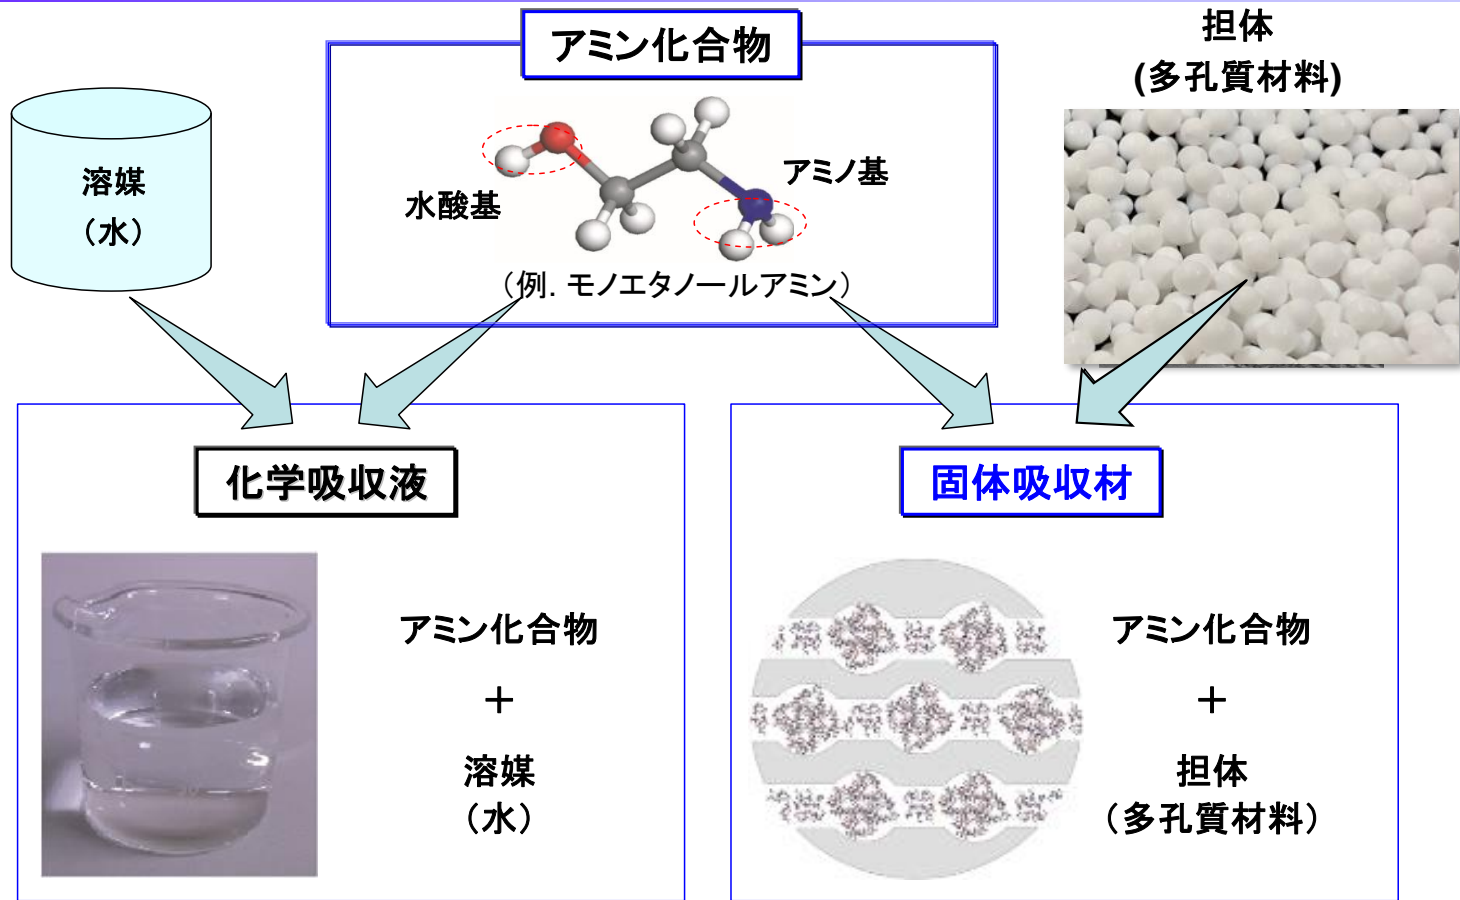 アミン化合物
担体
(多孔質材料)
溶媒
（水）
水酸基
アミノ基
（例. モノエタノールアミン）
化学吸収液
固体吸収材
アミン化合物
＋
溶媒
（水）
アミン化合物
＋
担体
（多孔質材料）